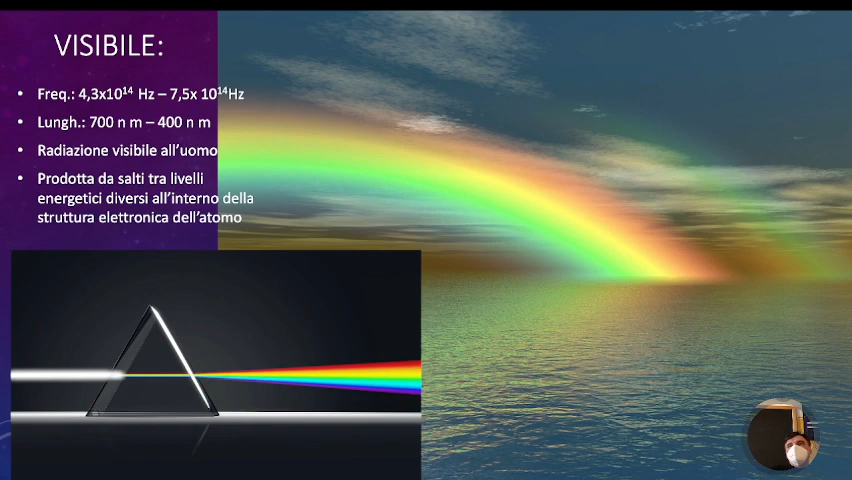 VISIBILE:
• Freq.: 4,3x10¹⁴ Hz – 7,5x 10¹⁴Hz
• Lungh.: 700 n m – 400 n m
• Radiazione visibile all'uomo
• Prodotta da salti tra livelli
energetici diversi all'interno della
struttura elettronica dell'atomo